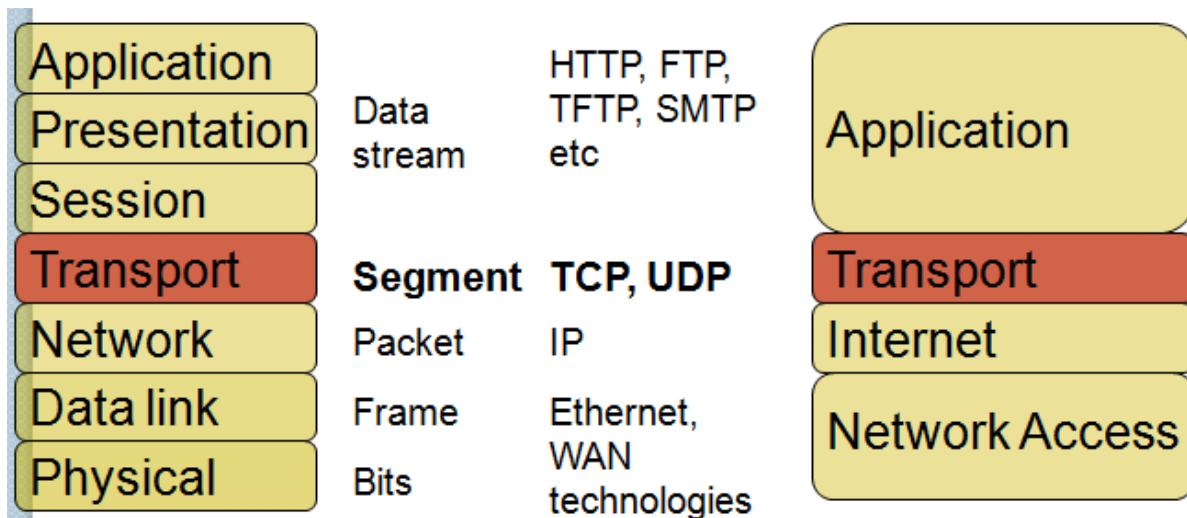 Application
Presentation
Session
Transport
Network
Data link
Physical
Data
stream
Segment
Packet
Frame
Bits
HTTP, FTP,
TFTP, SMTP
etc
TCP, UDP
IP
Ethernet,
WAN
technologies
Application
Transport
Internet
Network Access